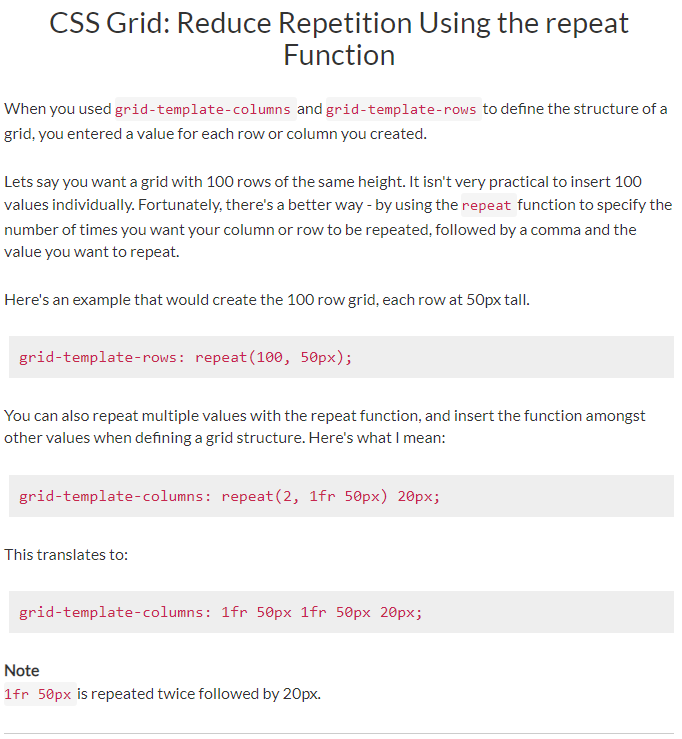 CSS Grid: Reduce Repetition Using the repeat
Function
When you used grid-template-columns and grid-template-rows to define the structure of a
grid, you entered a value for each row or column you created.
Lets say you want a grid with 100 rows of the same height. It isn't very practical to insert 100
values individually. Fortunately, there's a better way - by using the repeat function to specify the
number of times you want your column or row to be repeated, followed by a comma and the
value you want to repeat.
Here's an example that would create the 100 row grid, each row at 50px tall.
grid-template-rows: repeat(100, 50px);
You can also repeat multiple values with the repeat function, and insert the function amongst
other values when defining a grid structure. Here's what I mean:
grid-template-columns: repeat(2, 1fr 50px) 20px;
This translates to:
grid-template-columns: 1fr 50px 1fr 50px 20px;
Note
1fr 50px is repeated twice followed by 20px.